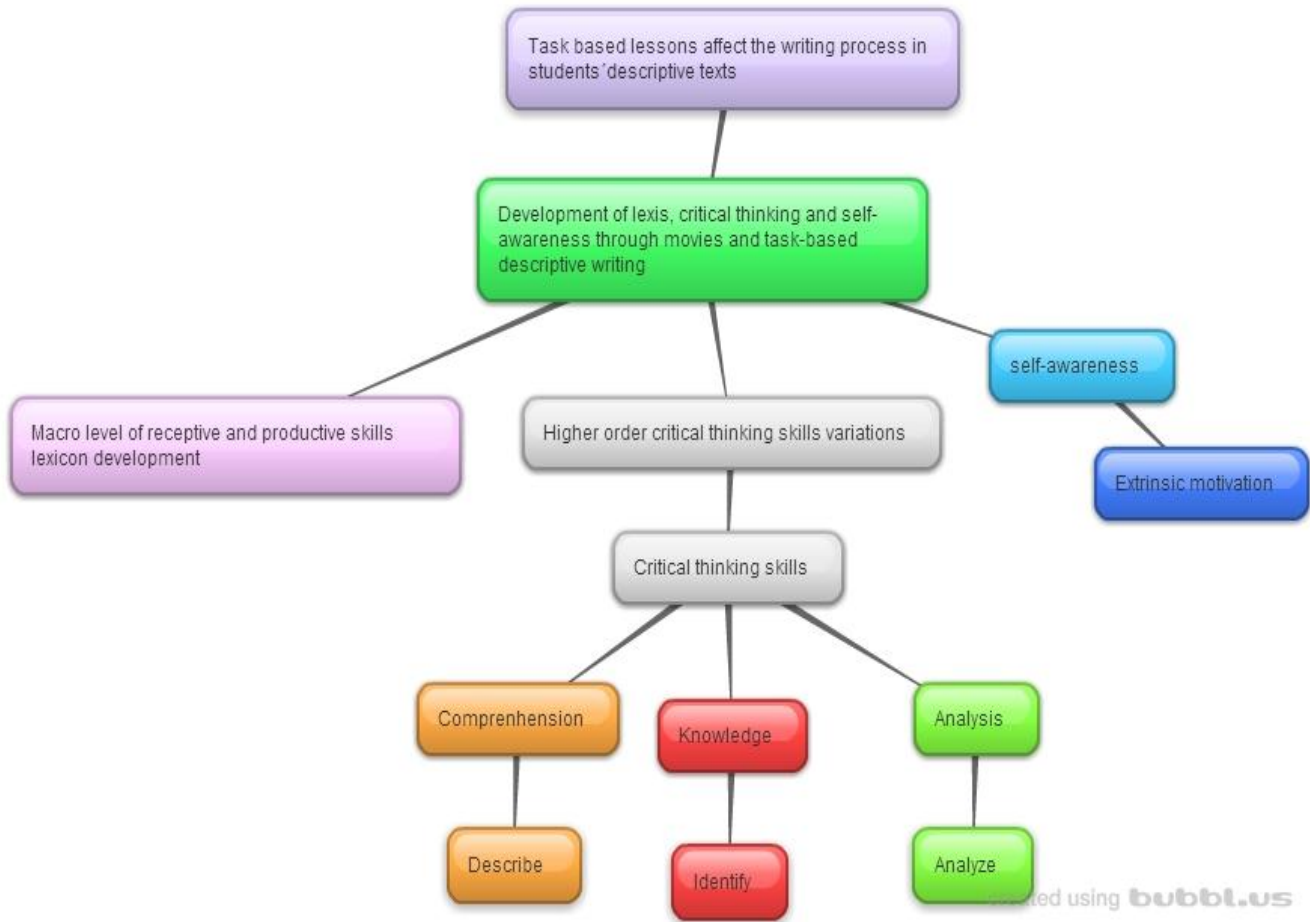 Task based lessons affect the writing process in
students´descriptive texts
Development of lexis, critical thinking and self-
awareness through movies and task-based
descriptive writing
self-awareness
Macro level of receptive and productive skills
lexicon development
Higher order critical thinking skills variations
Extrinsic motivation
Critical thinking skills
Comprenhension
Knowledge
Analysis
Describe
Identify
Analyze
created using bubbl.us